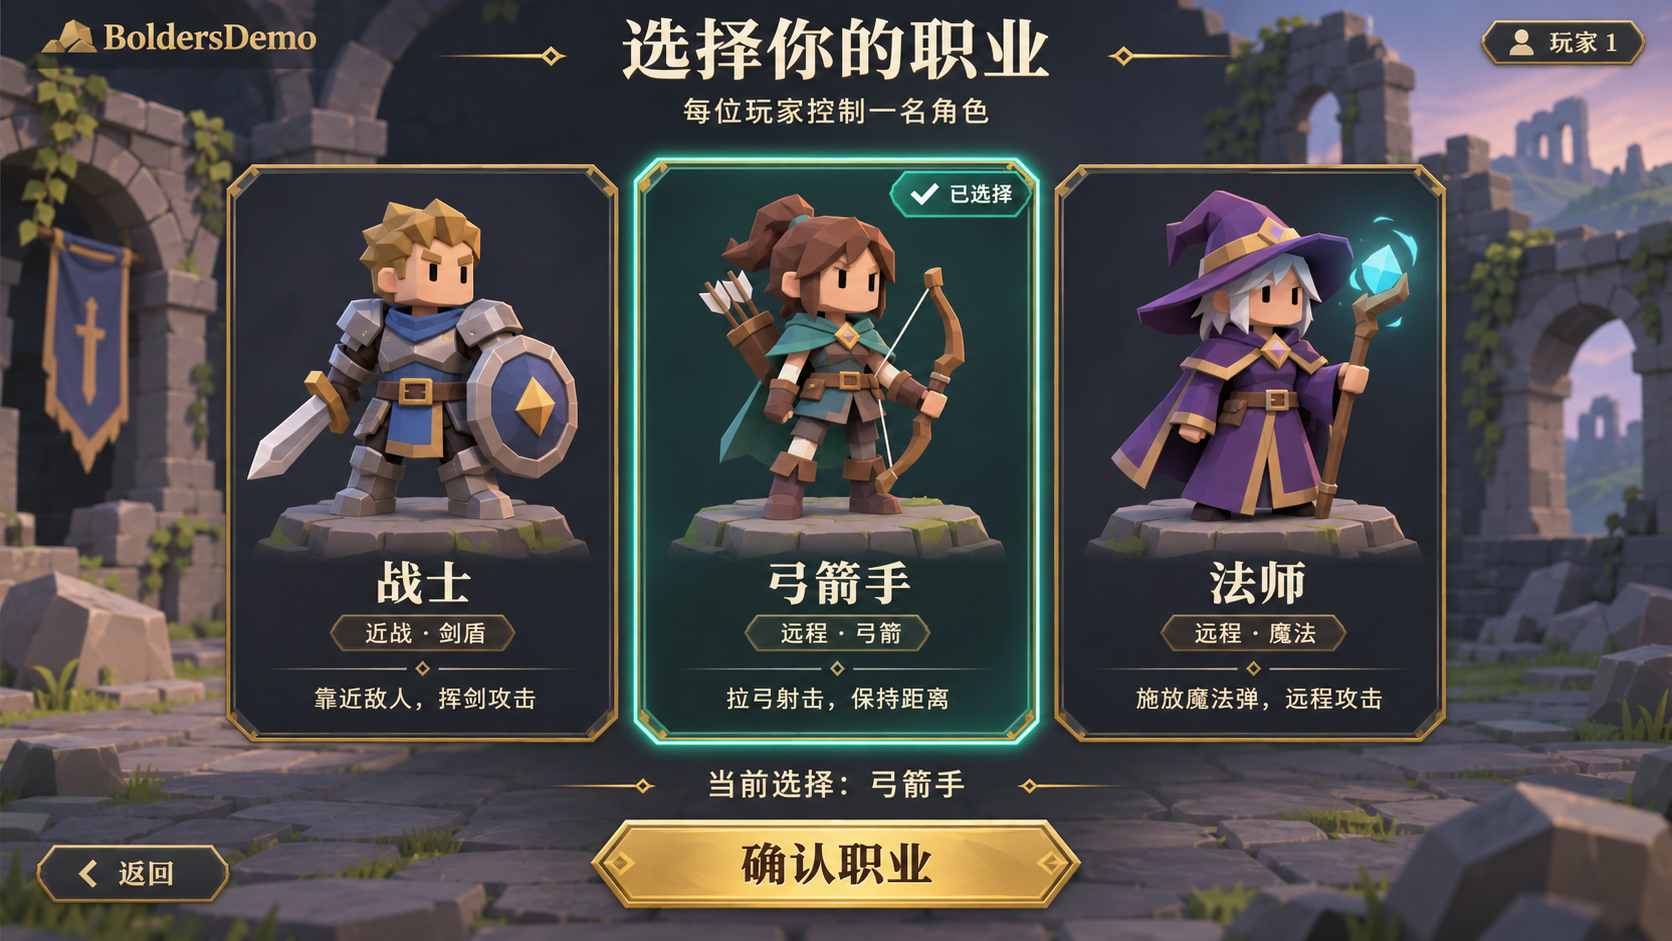 BoldersDemo
选择你的职业
玩家 1
每位玩家控制一名角色
已选择
战士
近战 · 剑盾
靠近敌人，挥剑攻击
弓箭手
远程 · 弓箭
拉弓射击，保持距离
法师
远程 · 魔法
施放魔法弹，远程攻击
当前选择：弓箭手
确认职业
返回